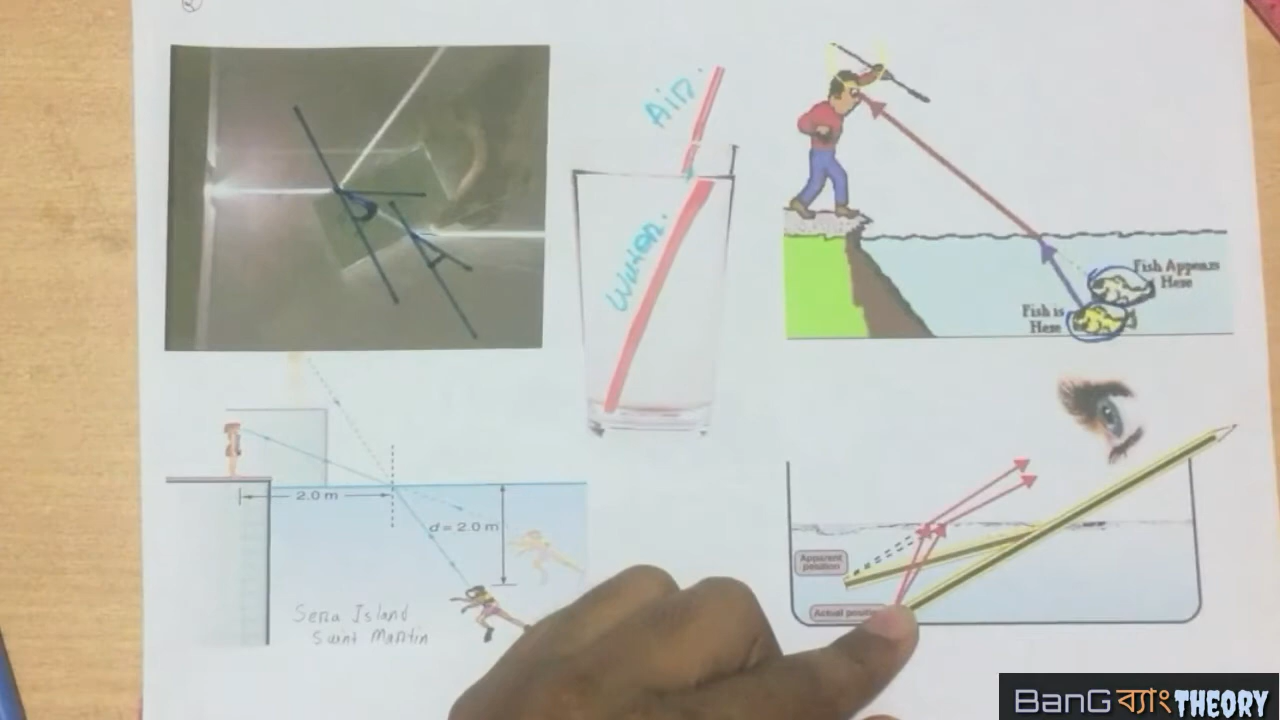 Air
Water
Fish Appears
Here
Fish is
Here
2.0 m
d = 2.0 m
Apparent
position
Actual position
Sena Island
Saint Martin
BanG ব্যাং THEORY